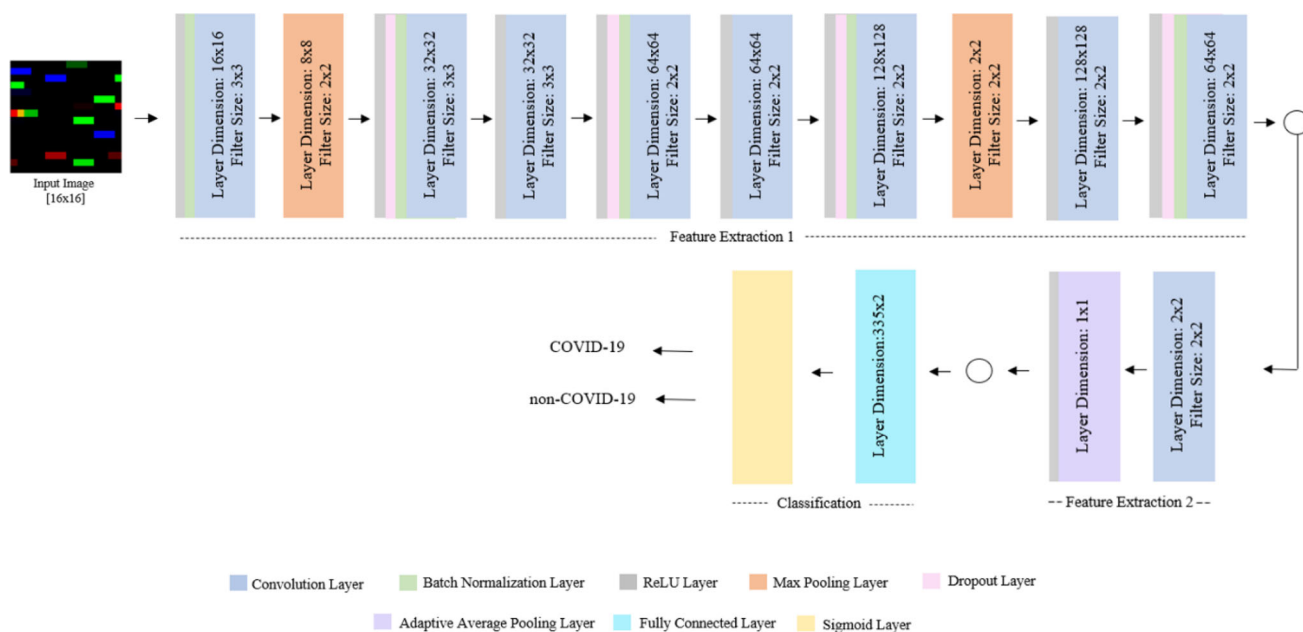 Input Image
[16x16]
Layer Dimension: 16x16
Filter Size: 3x3
Layer Dimension: 8x8
Filter Size: 2x2
Layer Dimension: 32x32
Filter Size: 3x3
Layer Dimension: 32x32
Filter Size: 3x3
Layer Dimension: 64x64
Filter Size: 2x2
Layer Dimension: 64x64
Filter Size: 2x2
Layer Dimension: 128x128
Filter Size: 2x2
Layer Dimension: 2x2
Filter Size: 2x2
Layer Dimension: 128x128
Filter Size: 2x2
Layer Dimension: 64x64
Filter Size: 2x2
Feature Extraction 1
COVID-19
non-COVID-19
Layer Dimension:335x2
Layer Dimension: 1x1
Layer Dimension: 2x2
Filter Size: 2x2
Classification
Feature Extraction 2
Convolution Layer
Batch Normalization Layer
ReLU Layer
Max Pooling Layer
Dropout Layer
Adaptive Average Pooling Layer
Fully Connected Layer
Sigmoid Layer